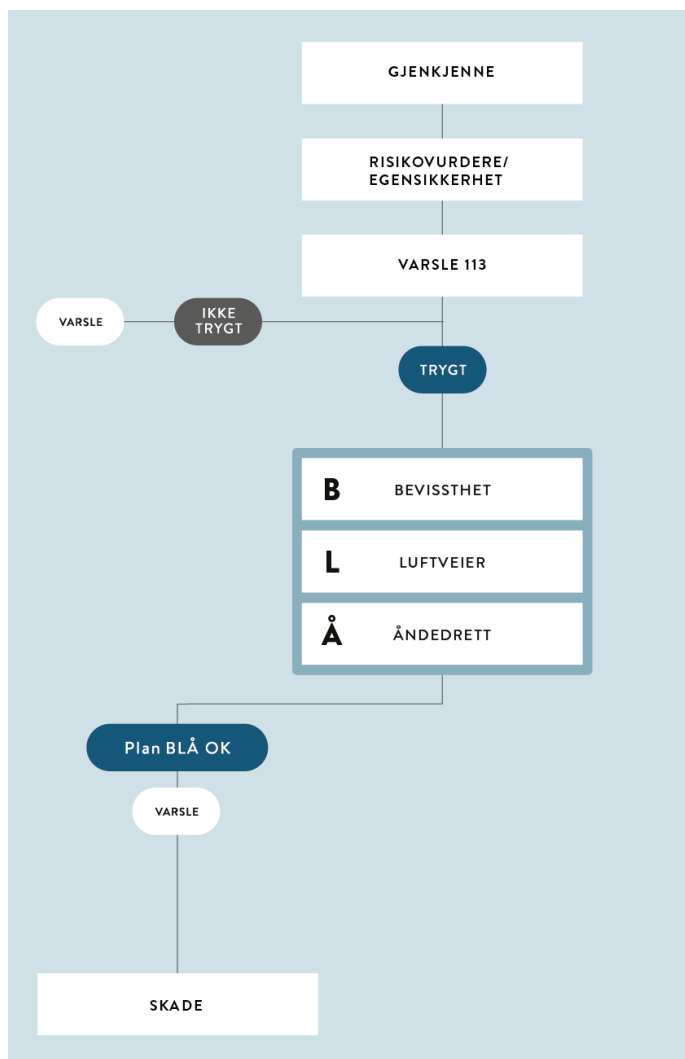 GJENKJENNE
RISIKOVURDERE/
EGENSIKKERHET
VARSLE 113
VARSLE
IKKE
TRYGT
TRYGT
B BEVISSTHET
L LUFTVEIER
Å ÅNDEDRETT
Plan BLÅ OK
VARSLE
SKADE